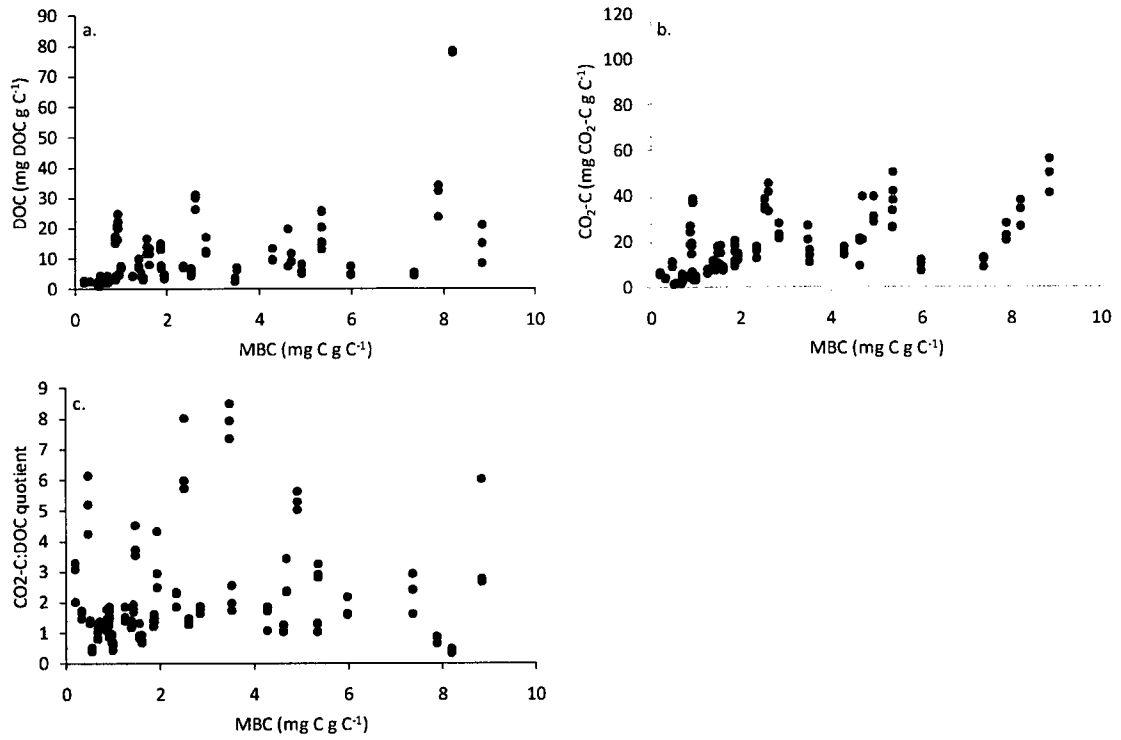 a.
90
80
70
60
50
40
30
20
10
0
DOC (mg DOC g C⁻¹)
0 2 4 6 8 10
MBC (mg C g C⁻¹)
b.
120
100
80
60
40
20
0
CO₂-C (mg CO₂-C g C⁻¹)
0 2 4 6 8 10
MBC (mg C g C⁻¹)
c.
9
8
7
6
5
4
3
2
1
0
CO2-C:DOC quotient
0 2 4 6 8 10
MBC (mg C g C⁻¹)